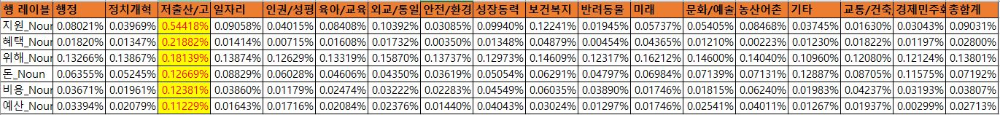 행 레이블 행정 정치개혁 저출산/고 일자리 인권/성평 육아/교육 외교/통일 안전/환경 성장동력 보건복지 반려동물 미래 문화/예술 농산어촌 기타 교통/건축 경제민주화 총합계
지원_Noun 0.08021% 0.03969% 0.54418% 0.09058% 0.04015% 0.08408% 0.10392% 0.03085% 0.09940% 0.12241% 0.01945% 0.05737% 0.05405% 0.08468% 0.03745% 0.01630% 0.03043% 0.09031%
혜택_Noun 0.01820% 0.01347% 0.21882% 0.01414% 0.00715% 0.01608% 0.01732% 0.00350% 0.01348% 0.04879% 0.00454% 0.04365% 0.01210% 0.00223% 0.01230% 0.01822% 0.01197% 0.02800%
위해_Noun 0.13266% 0.13867% 0.18139% 0.13874% 0.12629% 0.13319% 0.15870% 0.13737% 0.12973% 0.14609% 0.12317% 0.16212% 0.14600% 0.14040% 0.10960% 0.12080% 0.12124% 0.13801%
돈_Noun 0.06355% 0.05245% 0.12669% 0.08829% 0.06028% 0.04606% 0.04350% 0.03619% 0.05054% 0.06291% 0.04797% 0.06984% 0.07139% 0.07131% 0.12887% 0.08705% 0.11575% 0.07192%
비용_Noun 0.03671% 0.01961% 0.12381% 0.03860% 0.01179% 0.02474% 0.03222% 0.02283% 0.04549% 0.06035% 0.03890% 0.01746% 0.01815% 0.06240% 0.01983% 0.04237% 0.03193% 0.03807%
예산_Noun 0.03394% 0.02079% 0.11229% 0.01643% 0.01716% 0.02084% 0.02376% 0.01440% 0.04043% 0.03024% 0.01297% 0.01746% 0.02541% 0.04011% 0.01267% 0.01937% 0.00299% 0.02713%